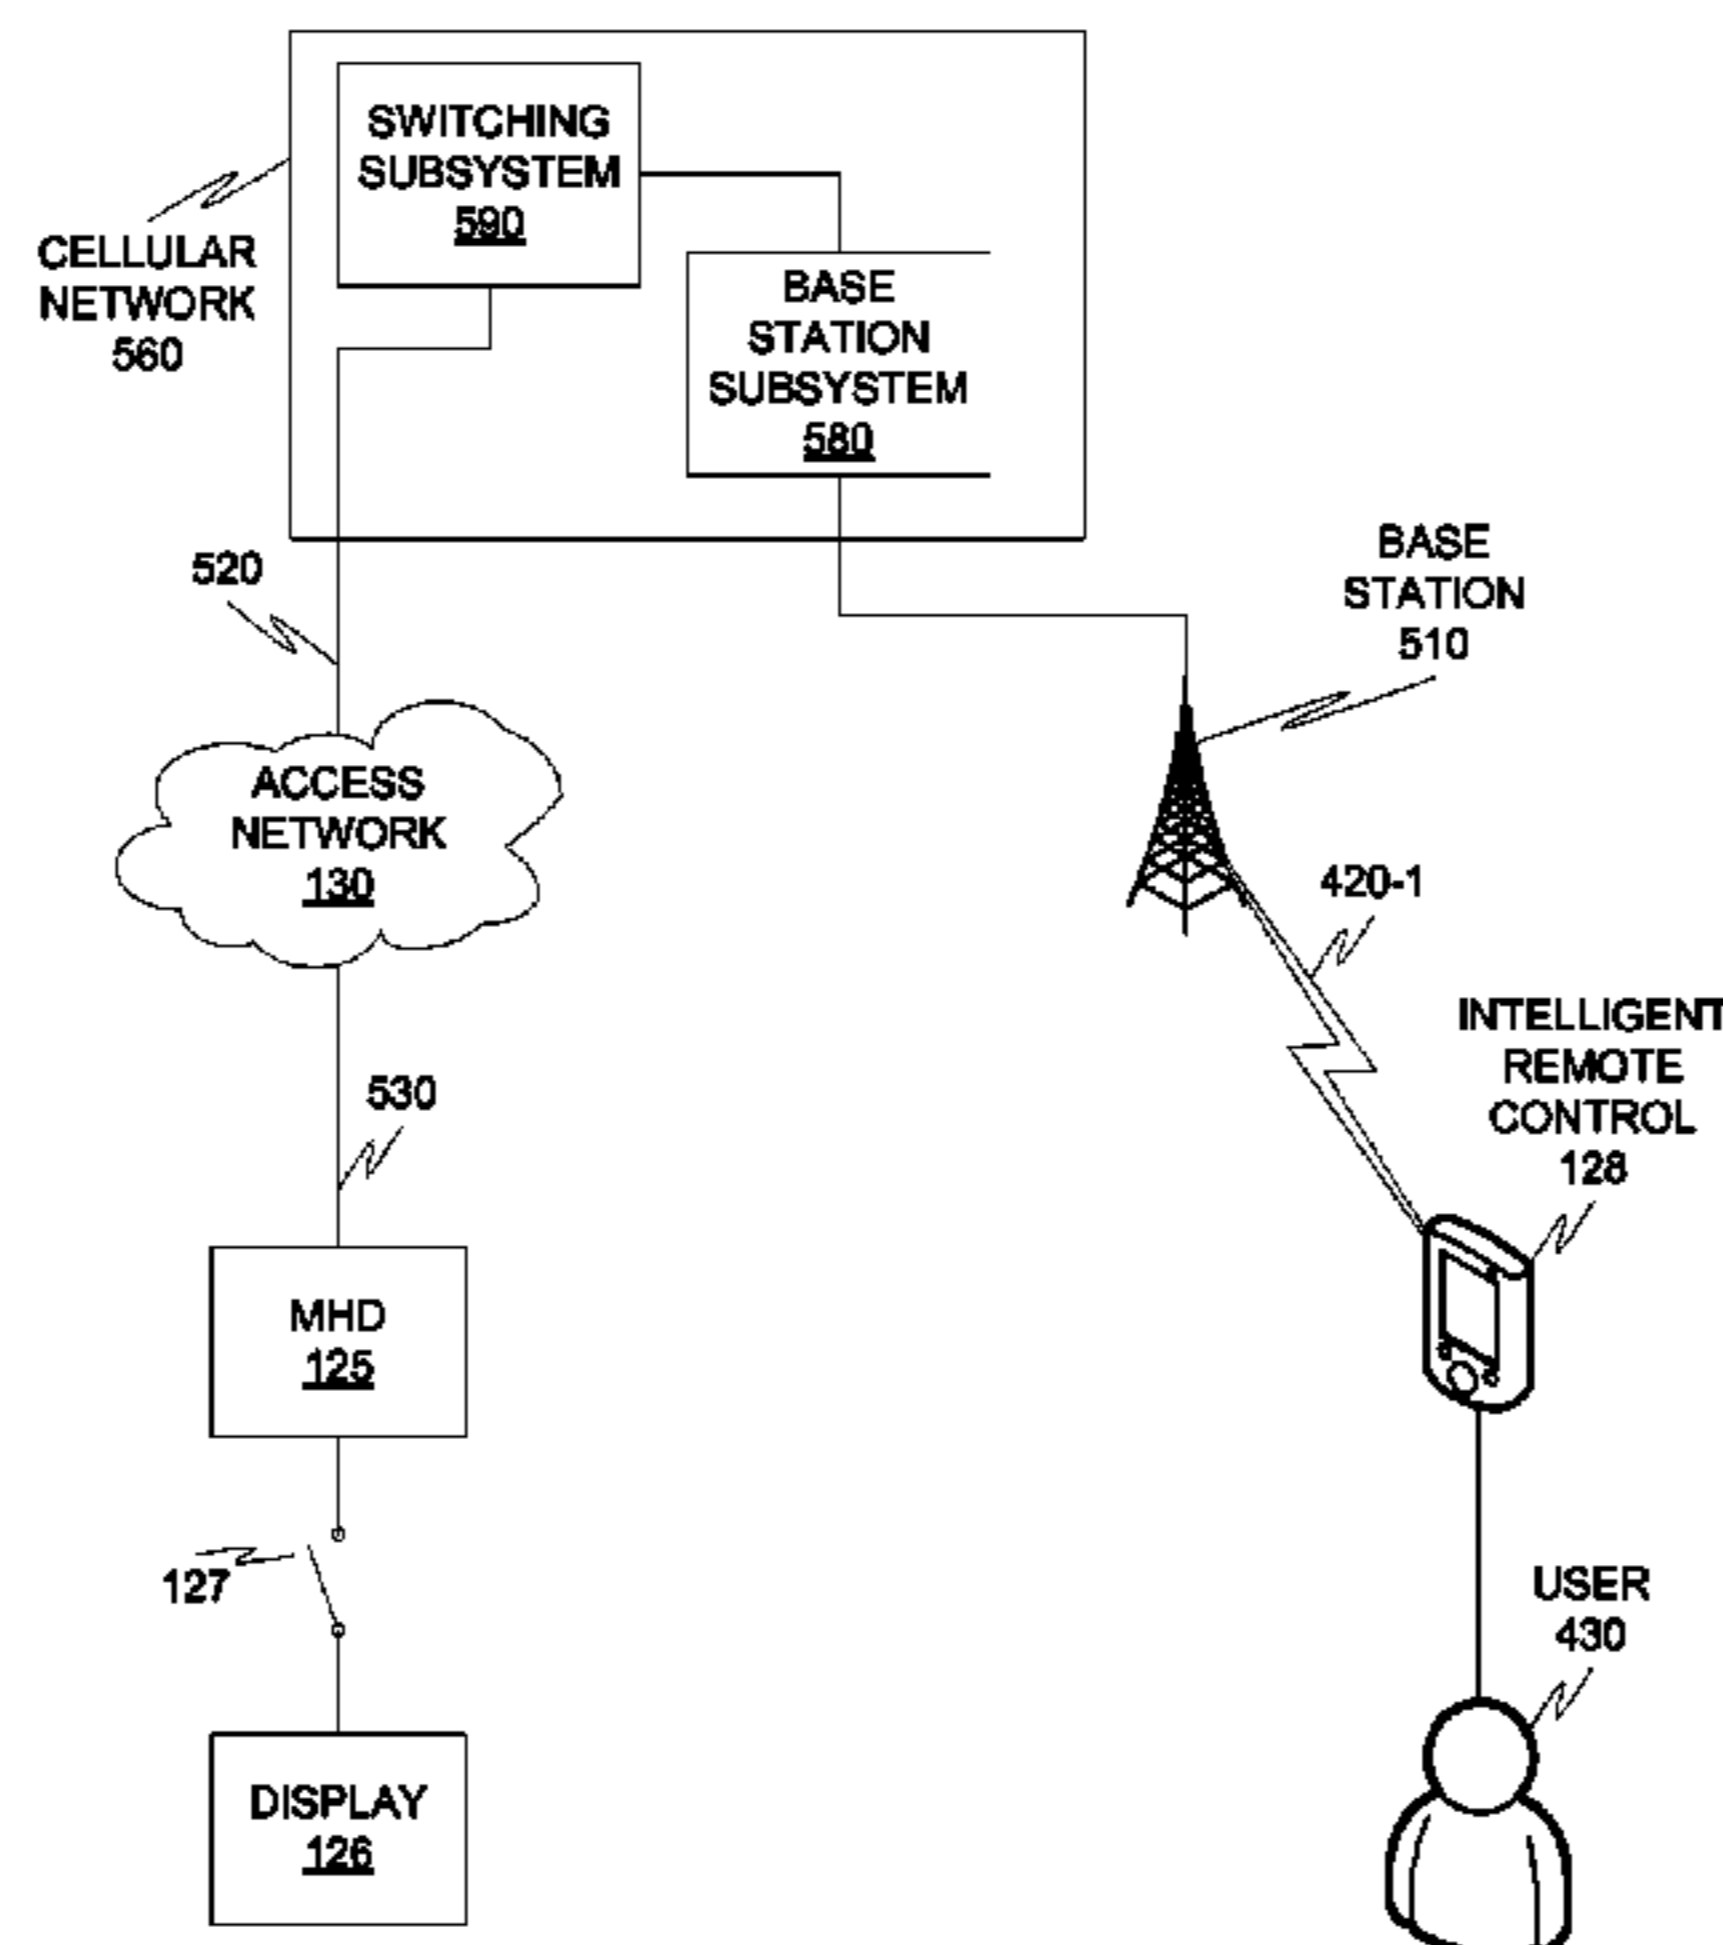 SWITCHING
SUBSYSTEM
590
CELLULAR
NETWORK
560
BASE
STATION
SUBSYSTEM
580
520
BASE
STATION
510
ACCESS
NETWORK
130
420-1
INTELLIGENT
REMOTE
CONTROL
128
530
MHD
125
127
USER
430
DISPLAY
126